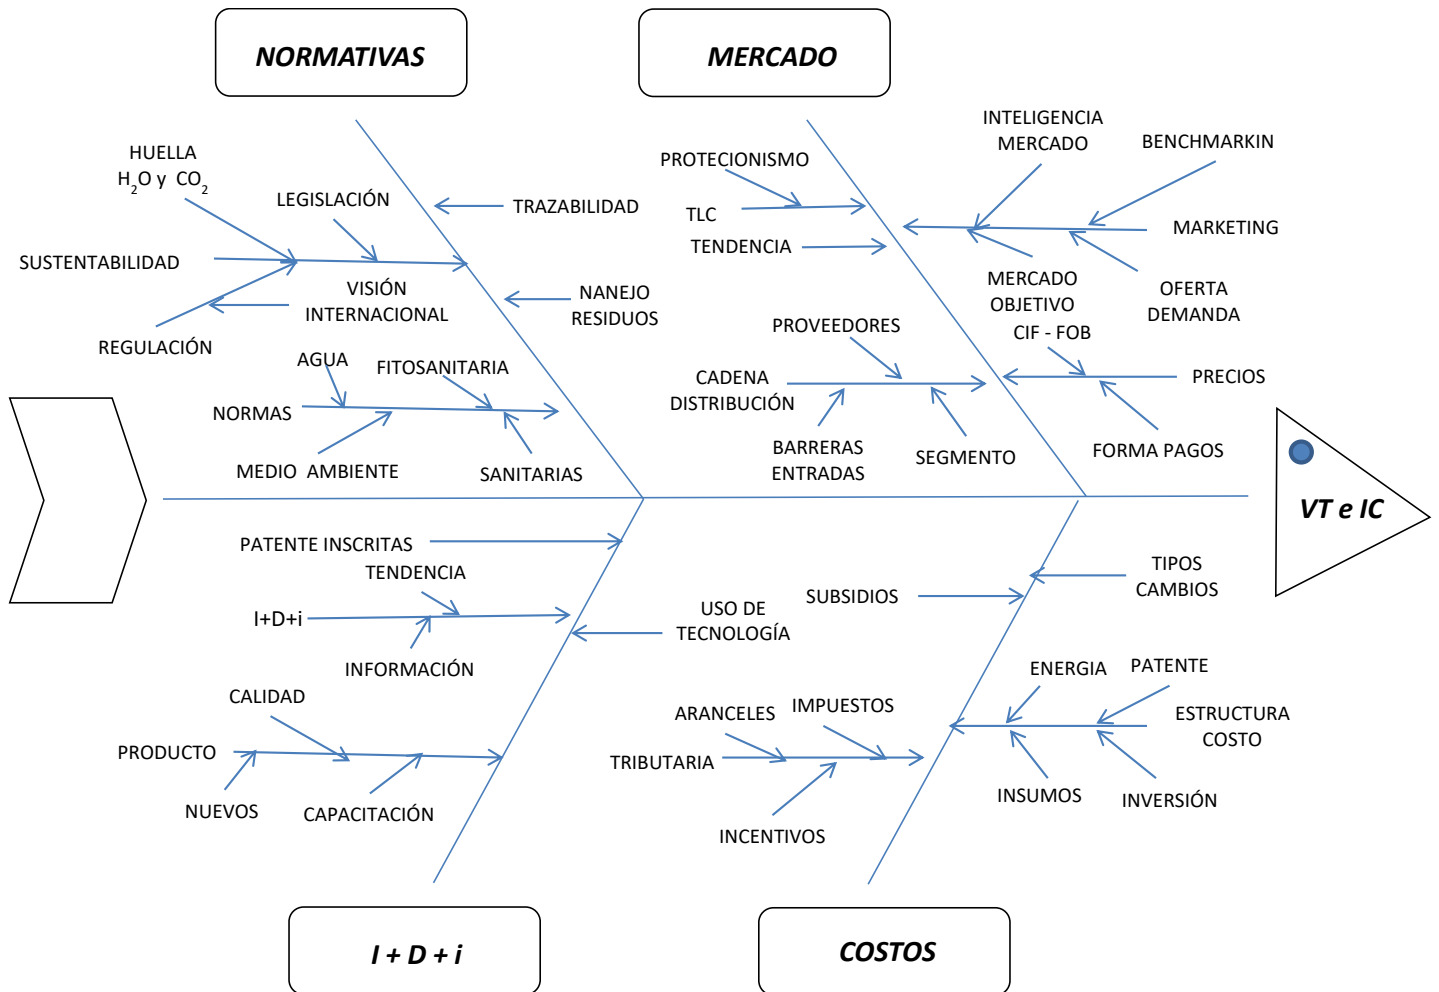 NORMATIVAS
MERCADO
HUELLA
H2O y CO2
LEGISLACIÓN
TRAZABILIDAD
SUSTENTABILIDAD
VISIÓN
INTERNACIONAL
REGULACIÓN
NANEJO
RESIDUOS
AGUA
FITOSANITARIA
NORMAS
MEDIO AMBIENTE
SANITARIAS
PROTECIONISMO
TLC
TENDENCIA
INTELIGENCIA
MERCADO
BENCHMARKIN
MARKETING
MERCADO
OBJETIVO
OFERTA
DEMANDA
CIF - FOB
PROVEEDORES
CADENA
DISTRIBUCIÓN
PRECIOS
BARRERAS
ENTRADAS
SEGMENTO
FORMA PAGOS
VT e IC
PATENTE INSCRITAS
TENDENCIA
I+D+i
INFORMACIÓN
USO DE
TECNOLOGÍA
CALIDAD
PRODUCTO
NUEVOS
CAPACITACIÓN
SUBSIDIOS
TIPOS
CAMBIOS
ENERGIA
PATENTE
ARANCELES
IMPUESTOS
ESTRUCTURA
COSTO
TRIBUTARIA
INSUMOS
INVERSIÓN
INCENTIVOS
I + D + i
COSTOS